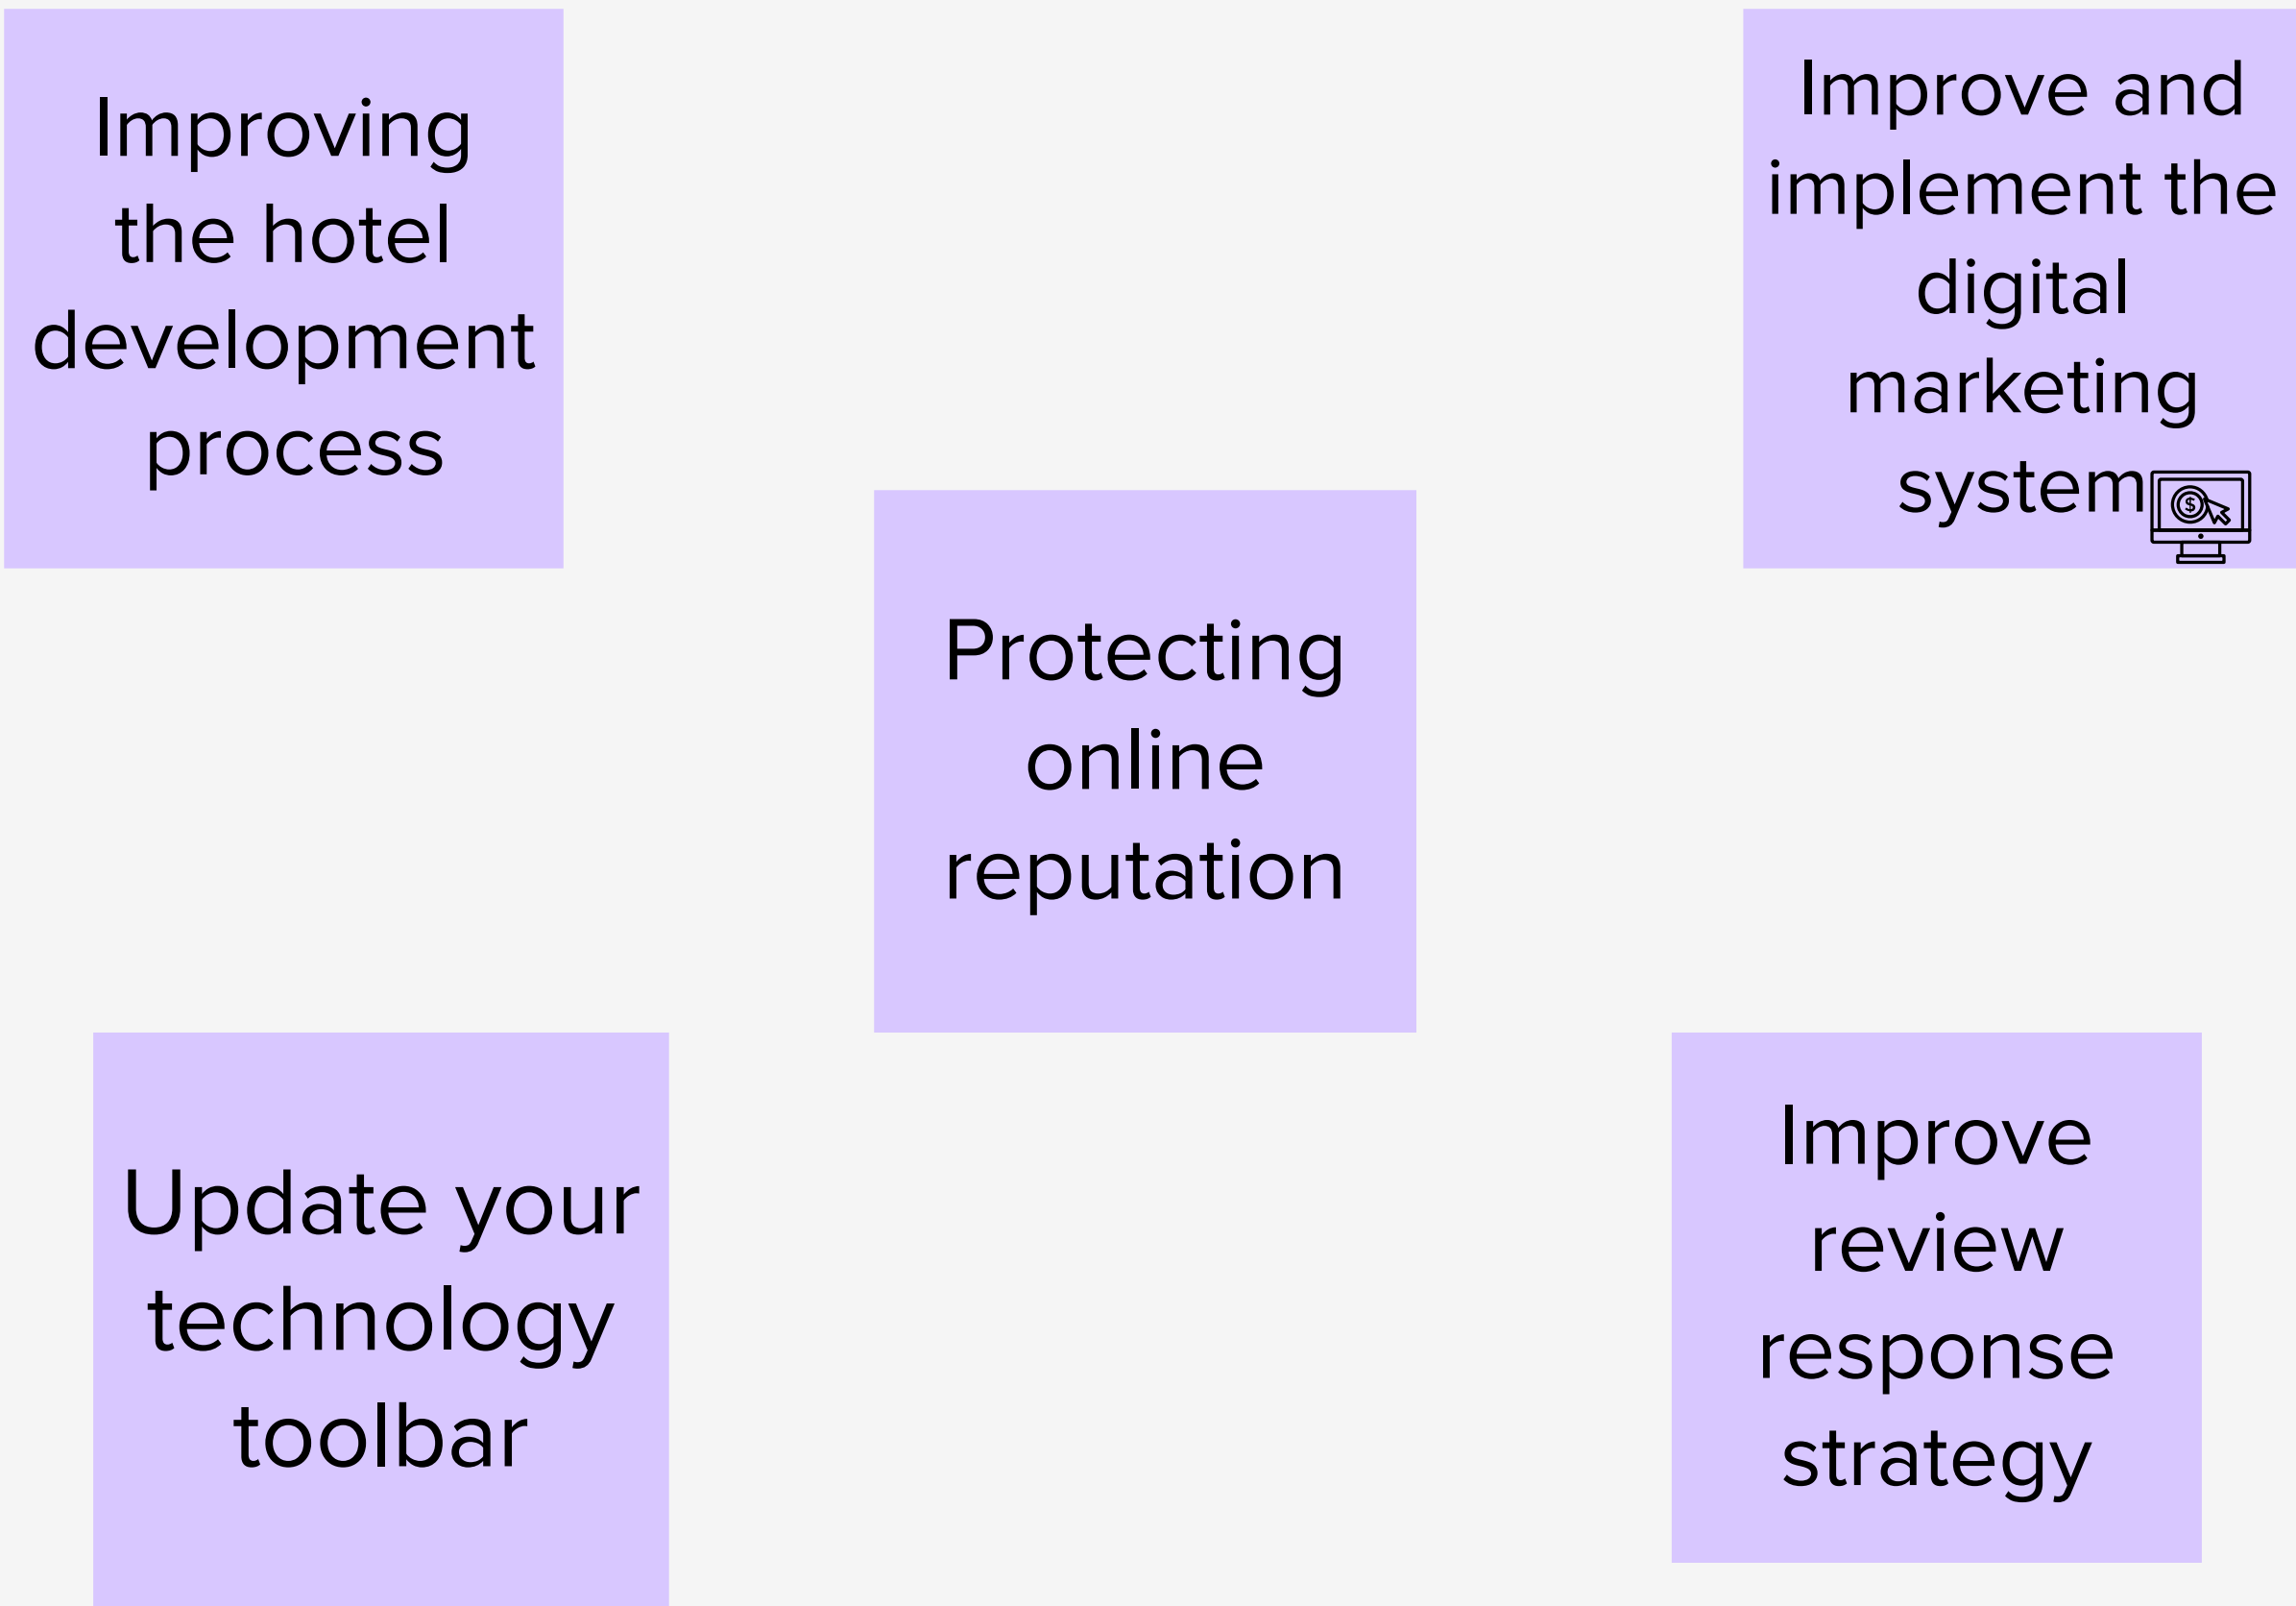 Improving
the hotel
development
process
Improve and
implement the
digital
marketing
system
$
Protecting
online
reputation
Update your
technology
toolbar
Improve
review
response
strategy